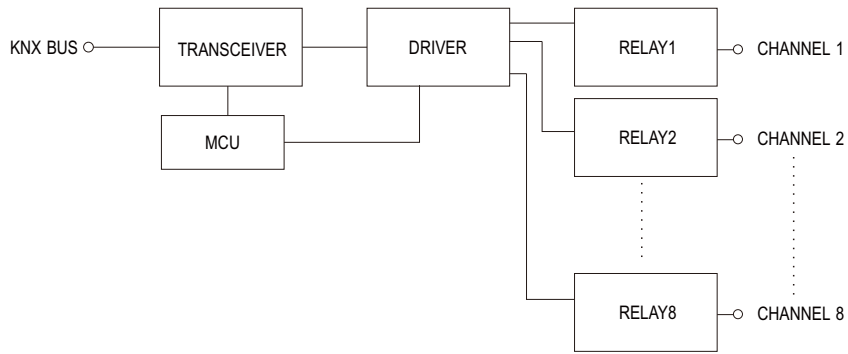 KNX BUS
TRANSCEIVER
DRIVER
RELAY1
CHANNEL 1
MCU
RELAY2
CHANNEL 2
RELAY8
CHANNEL 8